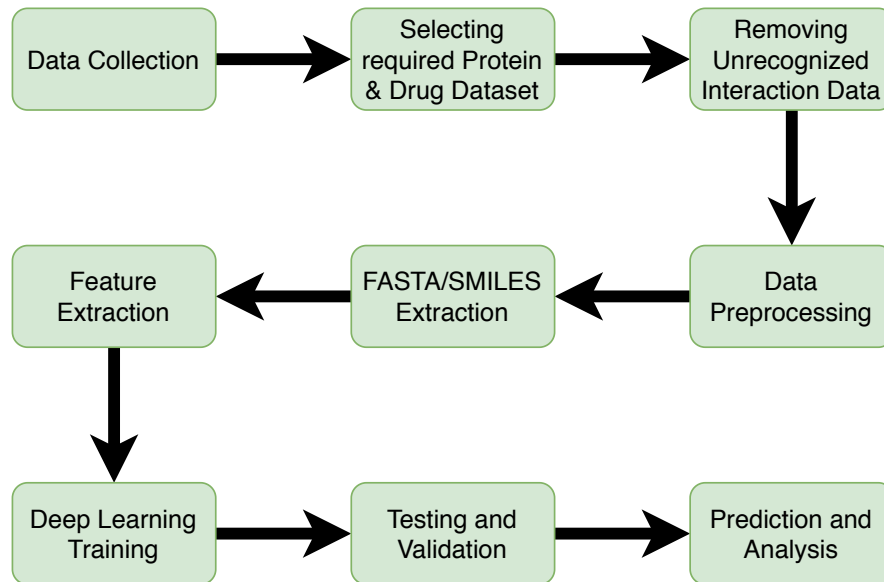 Data Collection
Selecting
required Protein
& Drug Dataset
Removing
Unrecognized
Interaction Data
Data
Preprocessing
FASTA/SMILES
Extraction
Feature
Extraction
Deep Learning
Training
Testing and
Validation
Prediction and
Analysis